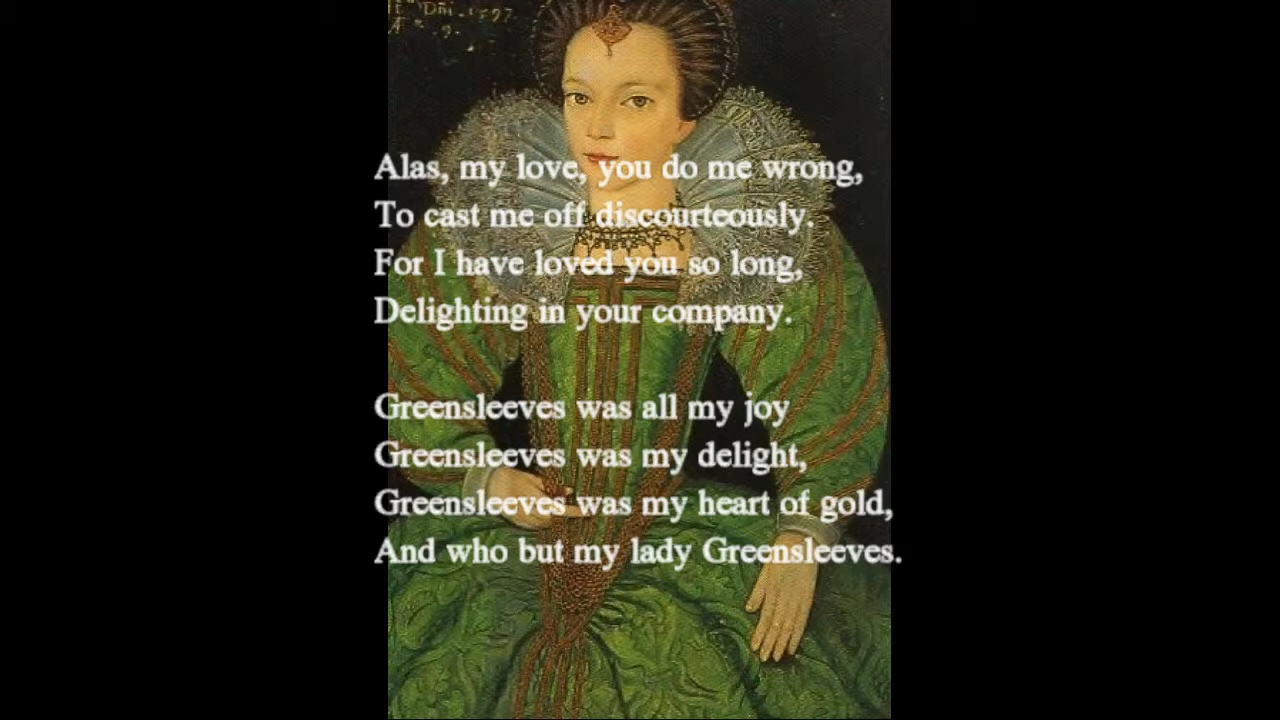 Dñi . 1597
Alas, my love, you do me wrong,
To cast me off discourteously.
For I have loved you so long,
Delighting in your company.
Greensleeves was all my joy
Greensleeves was my delight,
Greensleeves was my heart of gold,
And who but my lady Greensleeves.